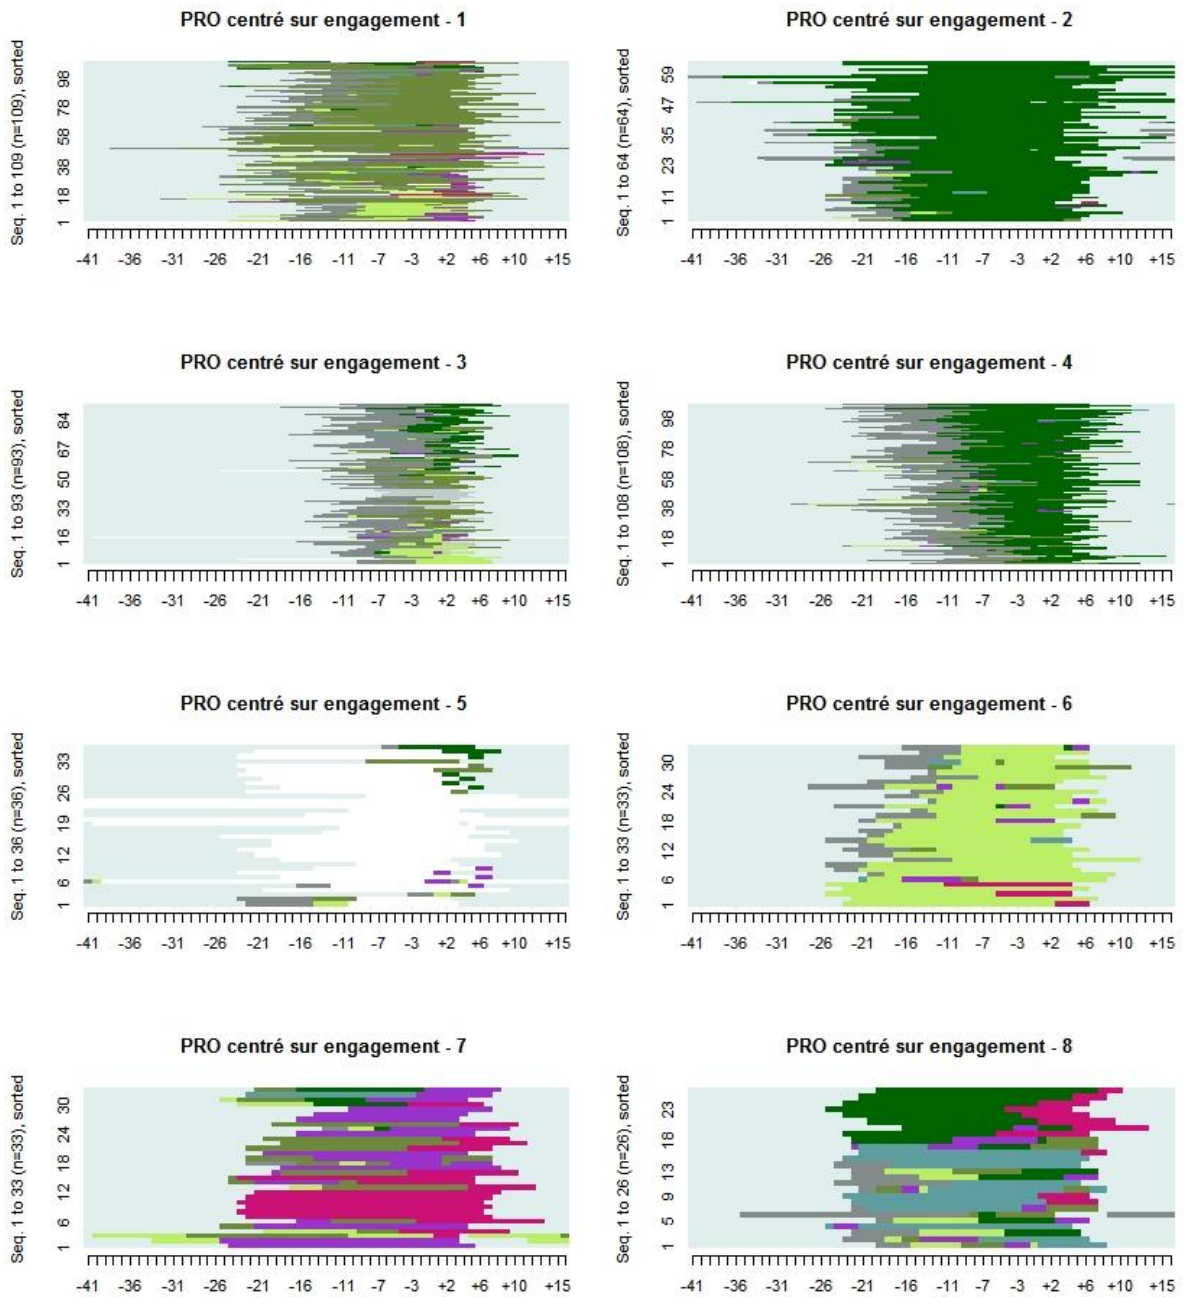 PRO centré sur engagement - 1
Seq. 1 to 109 (n=109), sorted
98
78
58
38
18
1
-41 -36 -31 -26 -21 -16 -11 -7 -3 +2 +6 +10 +15
PRO centré sur engagement - 2
Seq. 1 to 64 (n=64), sorted
59
47
35
23
11
1
-41 -36 -31 -26 -21 -16 -11 -7 -3 +2 +6 +10 +15
PRO centré sur engagement - 3
Seq. 1 to 93 (n=93), sorted
84
67
50
33
16
1
-41 -36 -31 -26 -21 -16 -11 -7 -3 +2 +6 +10 +15
PRO centré sur engagement - 4
Seq. 1 to 108 (n=108), sorted
98
78
58
38
18
1
-41 -36 -31 -26 -21 -16 -11 -7 -3 +2 +6 +10 +15
PRO centré sur engagement - 5
Seq. 1 to 36 (n=36), sorted
33
26
19
12
6
1
-41 -36 -31 -26 -21 -16 -11 -7 -3 +2 +6 +10 +15
PRO centré sur engagement - 6
Seq. 1 to 33 (n=33), sorted
30
24
18
12
6
1
-41 -36 -31 -26 -21 -16 -11 -7 -3 +2 +6 +10 +15
PRO centré sur engagement - 7
Seq. 1 to 33 (n=33), sorted
30
24
18
12
6
1
-41 -36 -31 -26 -21 -16 -11 -7 -3 +2 +6 +10 +15
PRO centré sur engagement - 8
Seq. 1 to 26 (n=26), sorted
23
18
13
9
5
1
-41 -36 -31 -26 -21 -16 -11 -7 -3 +2 +6 +10 +15